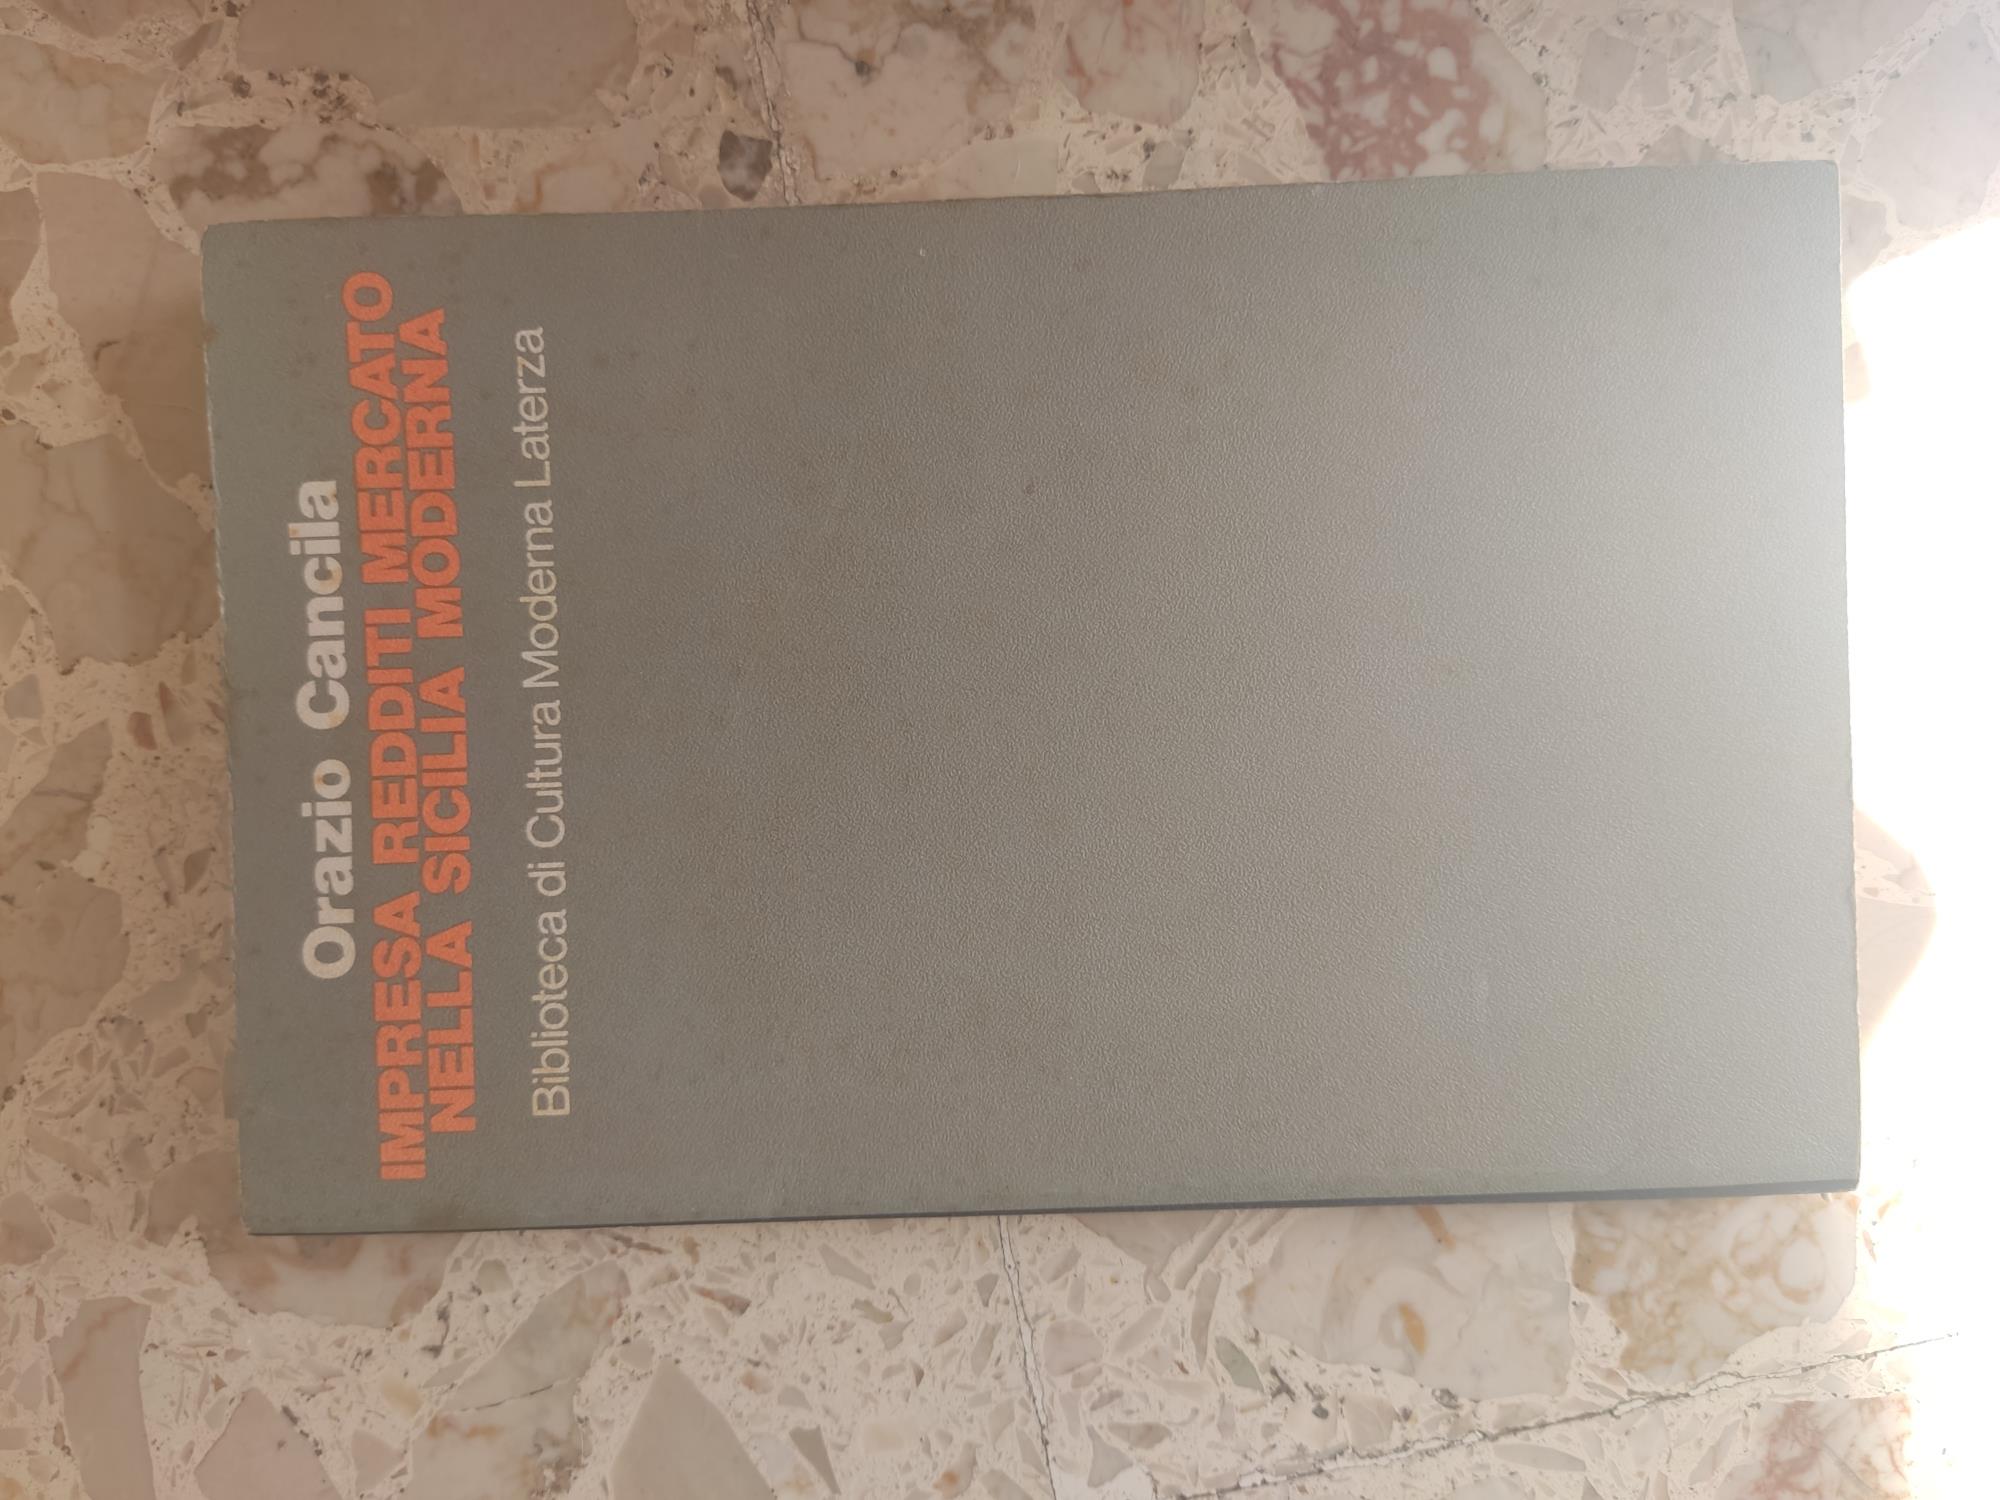 Orazio Cancila
IMPRESA REDDITI MERCATO
NELLA SICILIA MODERNA
Biblioteca di Cultura Moderna Laterza